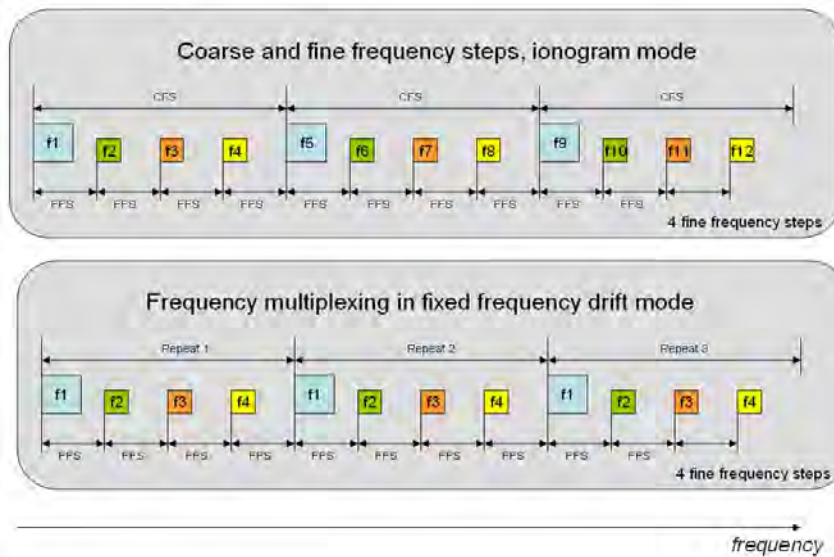 Coarse and fine frequency steps, ionogram mode
CFS CFS CFS
f1 f2 f3 f4 f5 f6 f7 f8 f9 f10 f11 f12
FFS FFS FFS FFS FFS FFS FFS FFS FFS FFS
4 fine frequency steps
Frequency multiplexing in fixed frequency drift mode
Repeat 1 Repeat 2 Repeat 3
f1 f2 f3 f4 f1 f2 f3 f4 f1 f2 f3 f4
FFS FFS FFS FFS FFS FFS FFS FFS FFS FFS
4 fine frequency steps
frequency